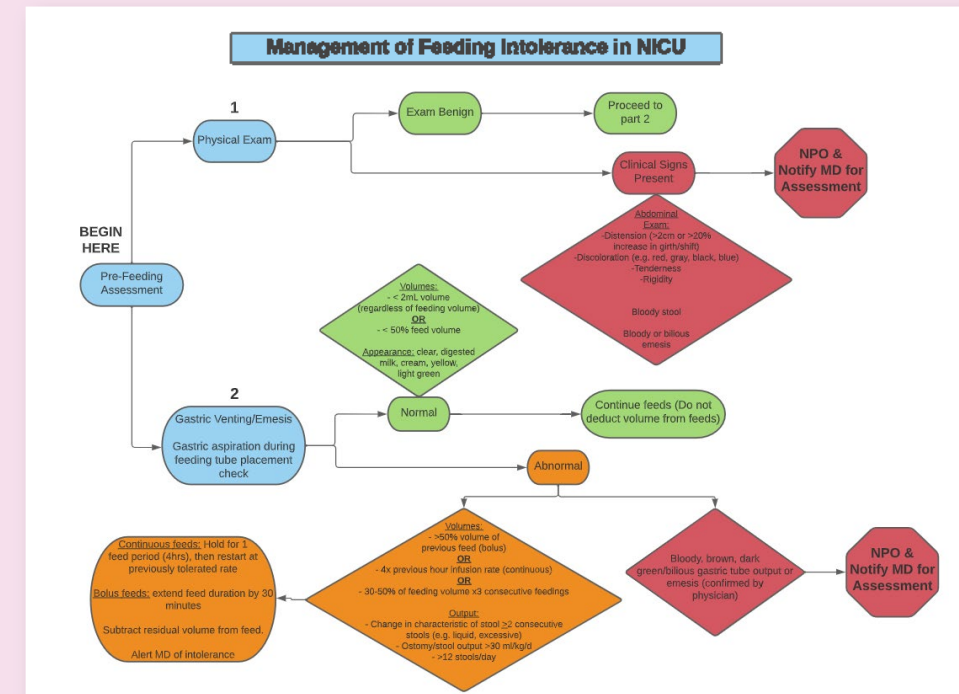 Management of Feeding Intolerance in NICU
1
Physical Exam
Exam Benign
Proceed to
part 2
Clinical Signs
Present
NPO &
Notify MD for
Assessment
Abdominal
Exam:
-Distension (>2cm or >20%
increase in girth/shift)
-Discoloration (e.g. red, gray, black, blue)
-Tenderness
-Rigidity
Bloody stool
Bloody or bilious
emesis
BEGIN
HERE
Pre-Feeding
Assessment
Volumes:
- < 2mL volume
(regardless of feeding volume)
OR
- < 50% feed volume
Appearance: clear, digested
milk, cream, yellow,
light green
2
Gastric Venting/Emesis
Gastric aspiration during
feeding tube placement
check
Normal
Continue feeds (Do not
deduct volume from feeds)
Abnormal
Volumes:
- >50% volume of
previous feed (bolus)
OR
- 4x previous hour infusion rate (continuous)
OR
- 30-50% of feeding volume x3 consecutive feedings
Output:
- Change in characteristic of stool ≥2 consecutive
stools (e.g. liquid, excessive)
- Ostomy/stool output >30 ml/kg/d
- >12 stools/day
Continuous feeds: Hold for 1
feed period (4hrs), then restart at
previously tolerated rate
Bolus feeds: extend feed duration by 30
minutes
Subtract residual volume from feed.
Alert MD of intolerance
Bloody, brown, dark
green/bilious gastric tube output or
emesis (confirmed by
physician)
NPO &
Notify MD for
Assessment